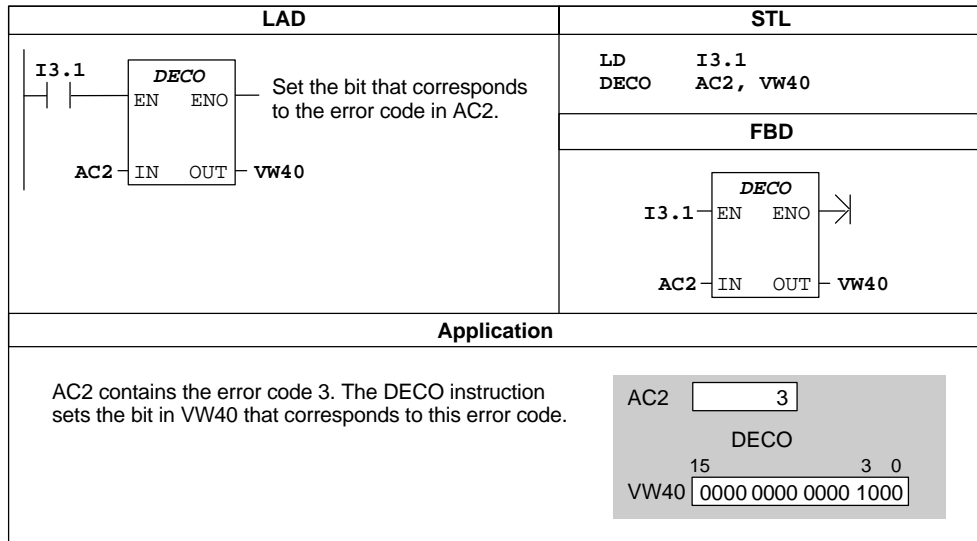 LAD
I3.1
DECO
EN ENO
Set the bit that corresponds
to the error code in AC2.
AC2 IN OUT VW40
STL
LD I3.1
DECO AC2, VW40
FBD
DECO
I3.1 EN ENO
AC2 IN OUT VW40
Application
AC2 contains the error code 3. The DECO instruction
sets the bit in VW40 that corresponds to this error code.
AC2 3
DECO
15 3 0
VW40 0000 0000 0000 1000